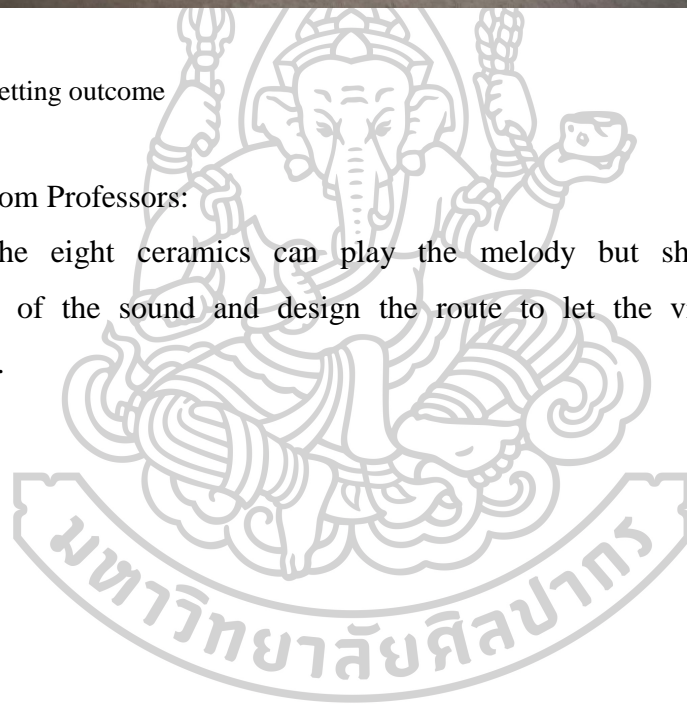 etting outcome
om Professors:
he eight ceramics can play the melody but sh
of the sound and design the route to let the vi
.
มหาวิทยาลัยศิลปากร